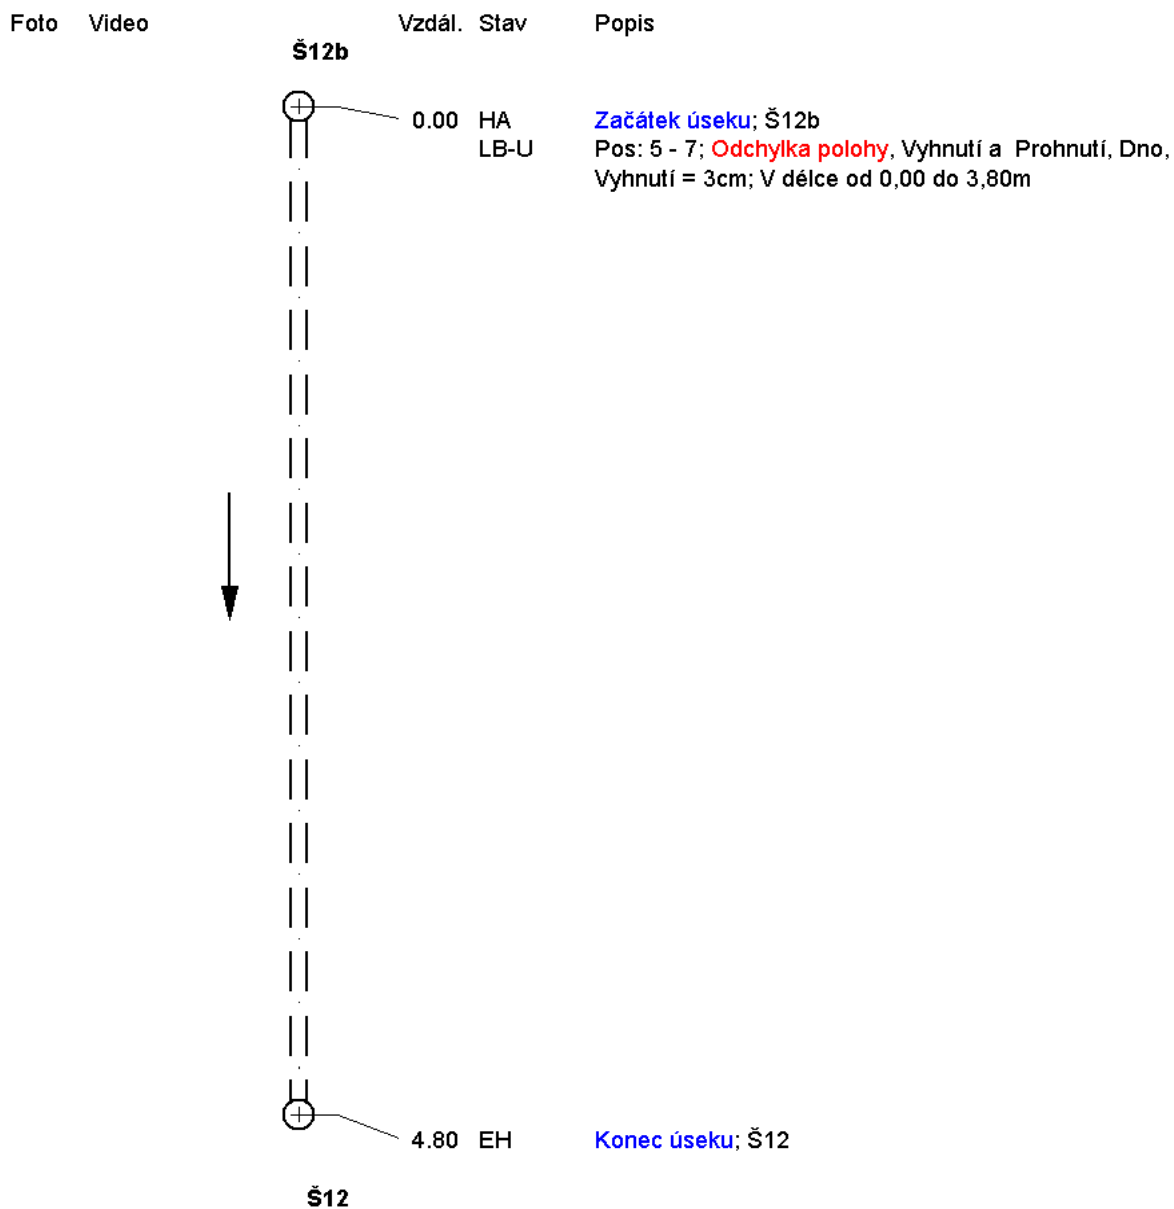 Foto Video Vzdál. Stav Popis
Š12b
0.00 HA Začátek úseku; Š12b
LB-U Pos: 5 - 7; Odchylka polohy, Vyhnutí a Prohnutí, Dno,
Vyhnutí = 3cm; V délce od 0,00 do 3,80m
4.80 EH Konec úseku; Š12
Š12